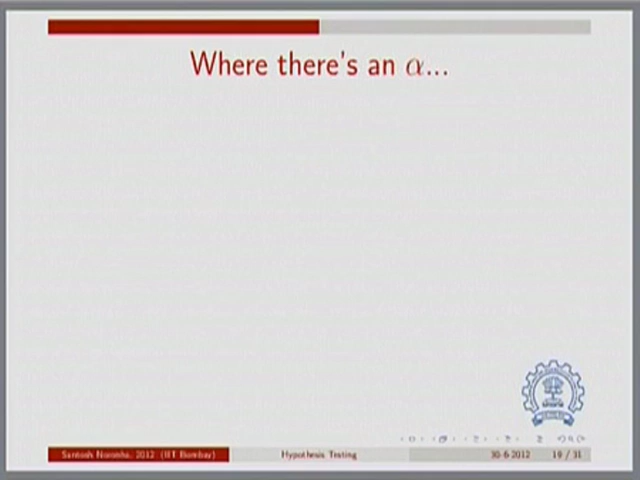 Where there's an α...
Santosh Noronha, 2012 (IIT Bombay)
Hypothesis Testing
30-6-2012
19 / 31